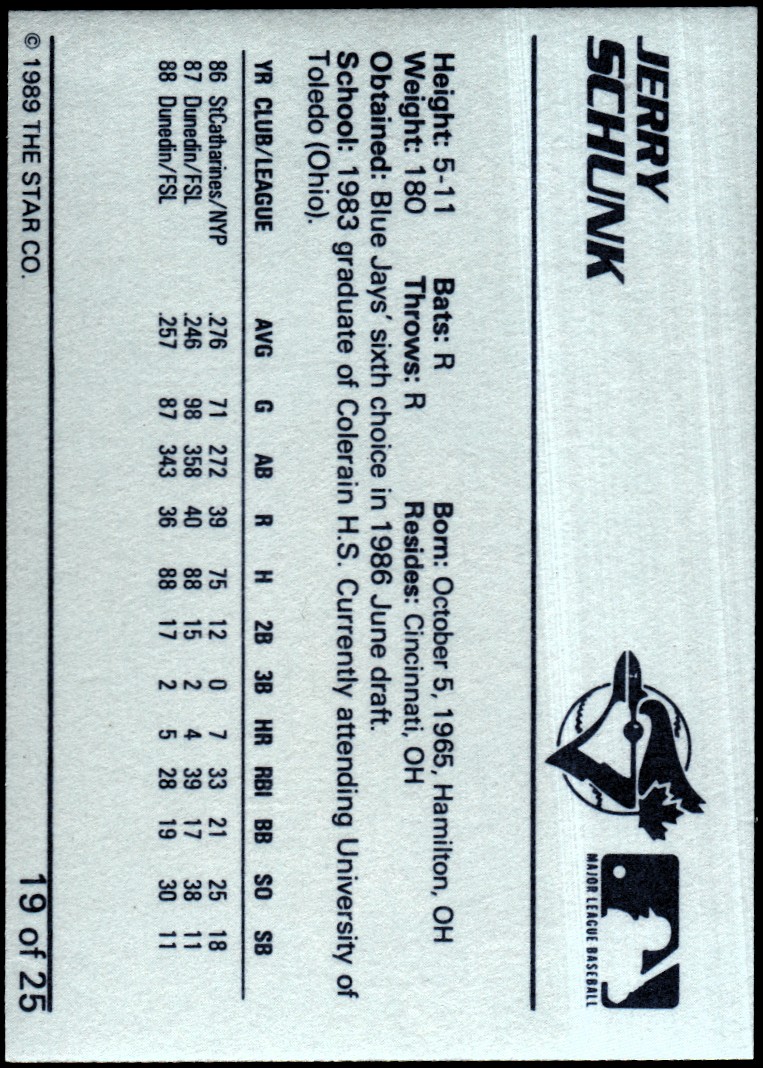 JERRY
SCHUNK
MAJOR LEAGUE BASEBALL
Height: 5-11 Bats: R Born: October 5, 1965, Hamilton, OH
Weight: 180 Throws: R Resides: Cincinnati, OH
Obtained: Blue Jays' sixth choice in 1986 June draft.
School: 1983 graduate of Colerain H.S. Currently attending University of
Toledo (Ohio).
YR CLUB/LEAGUE AVG G AB R H 2B 3B HR RBI BB SO SB
86 StCatharines/NYP .276 71 272 39 75 12 0 7 33 21 25 18
87 Dunedin/FSL .246 98 358 40 88 15 2 4 39 17 38 11
88 Dunedin/FSL .257 87 343 36 88 17 2 5 28 19 30 11
© 1989 THE STAR CO.
19 of 25